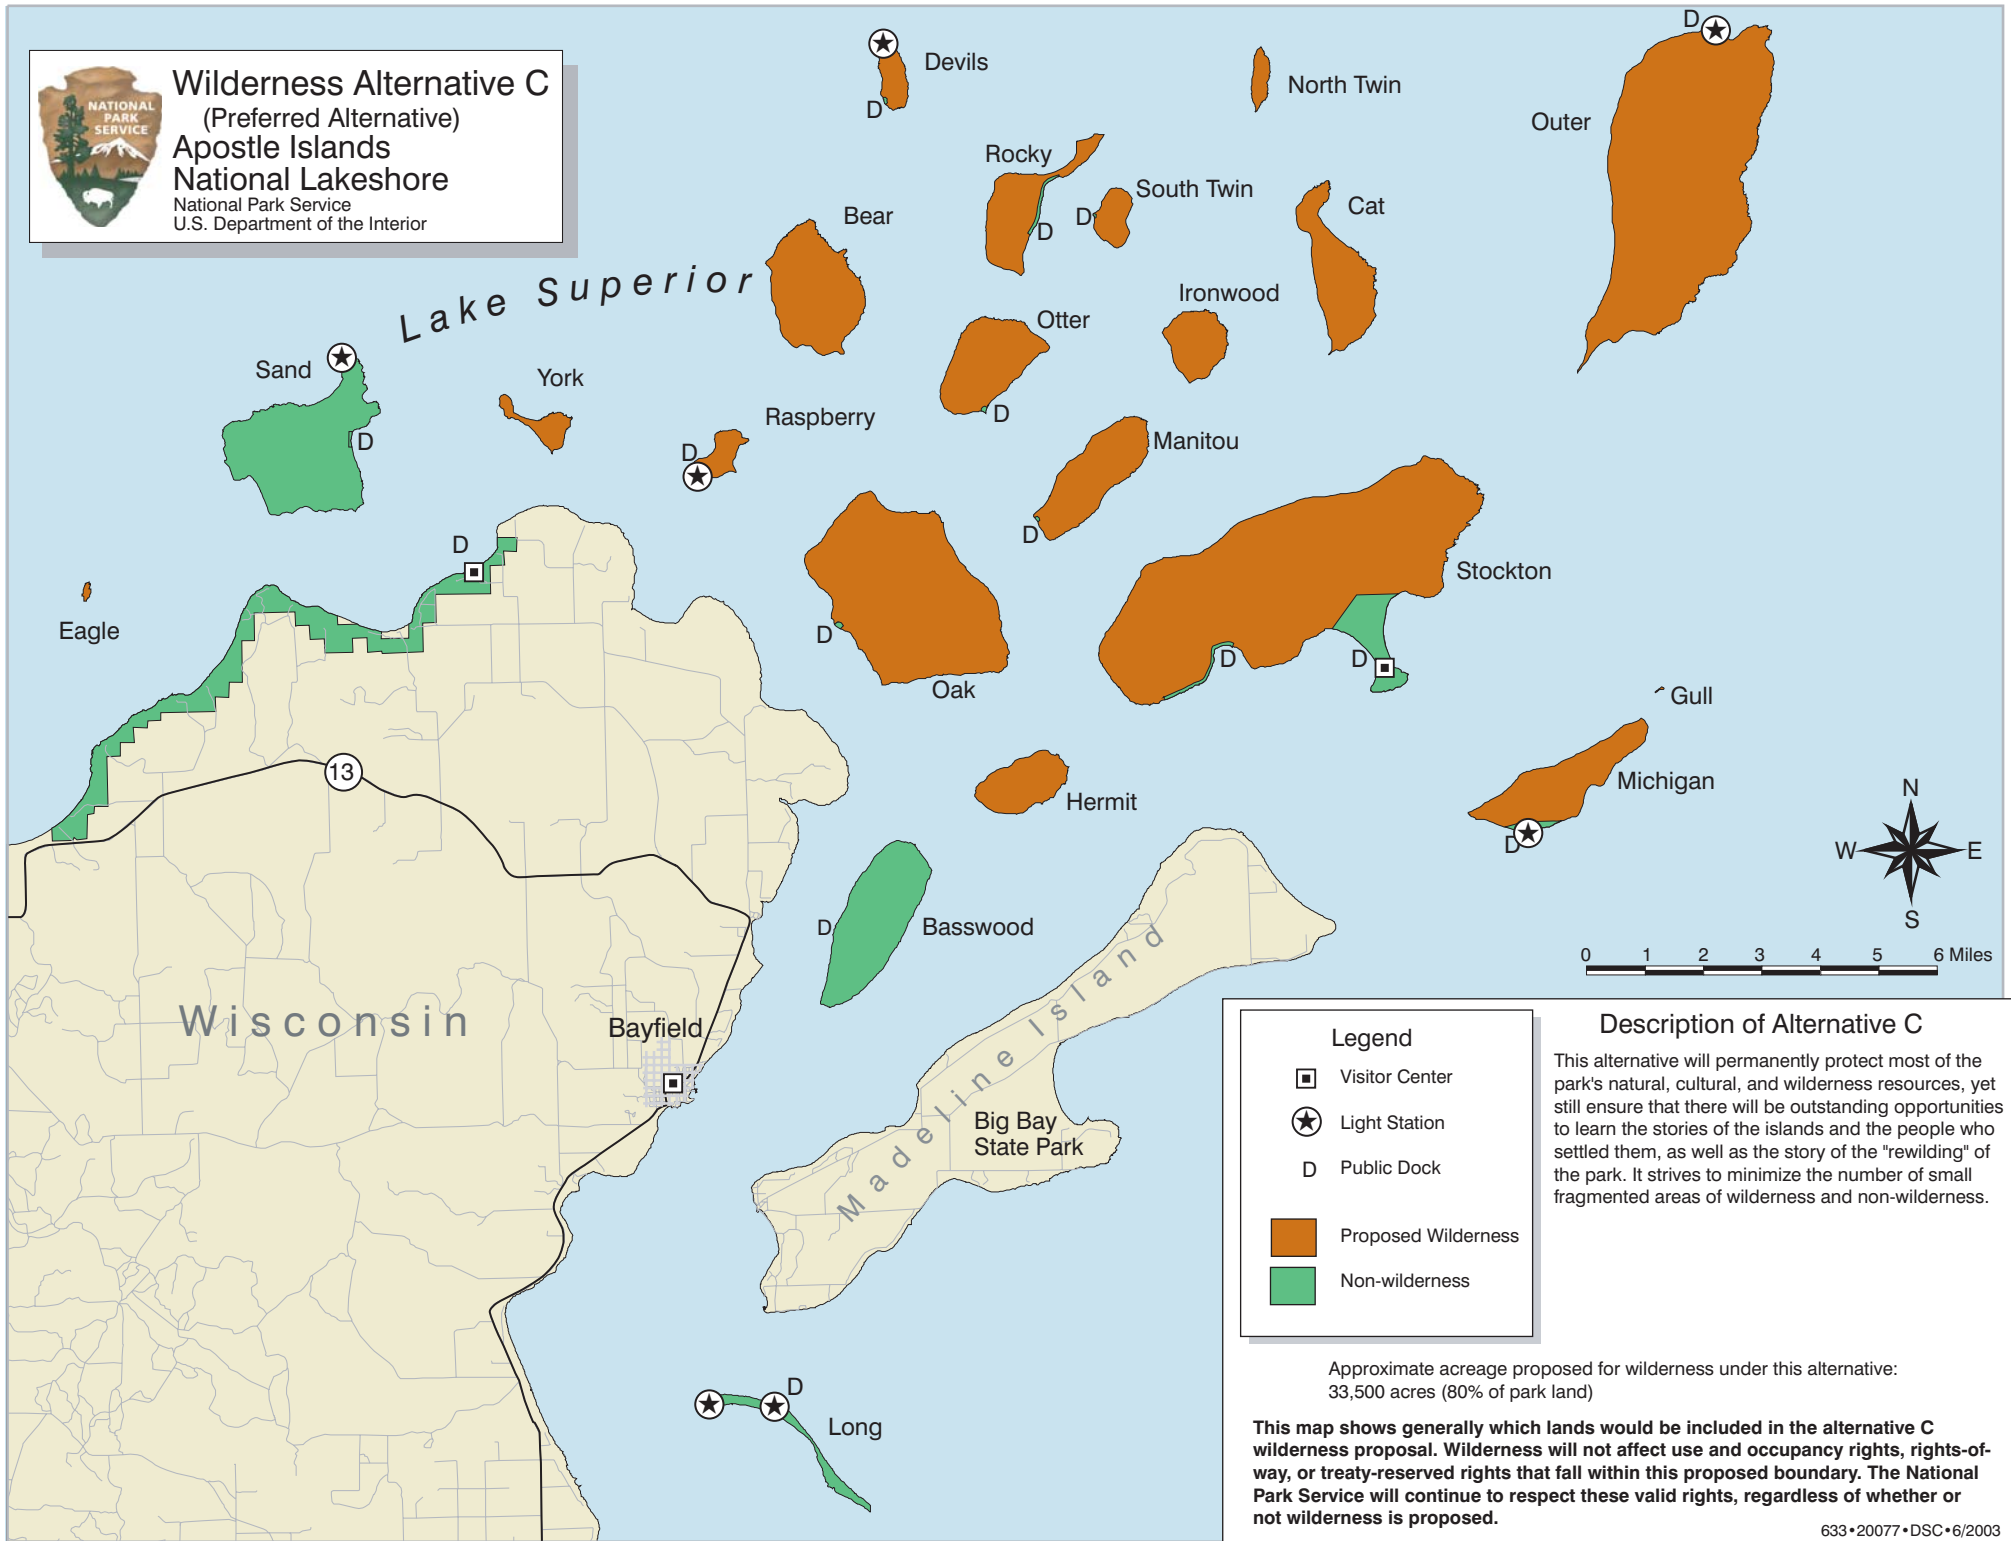 NATIONAL
PARK
SERVICE
Wilderness Alternative C
(Preferred Alternative)
Apostle Islands
National Lakeshore
National Park Service
U.S. Department of the Interior
D
Devils
D
North Twin
D
Outer
Rocky
D
South Twin
D
Cat
Bear
Lake Superior
Ironwood
Otter
D
Sand
D
York
Raspberry
D
Manitou
D
Stockton
D
D
D
Eagle
D
Oak
Gull
Michigan
D
13
Hermit
N
W
E
S
D
Basswood
0
1
2
3
4
5
6 Miles
Wisconsin
Bayfield
Madeline Island
Big Bay
State Park
D
Long
Legend
Visitor Center
Light Station
D
Public Dock
Proposed Wilderness
Non-wilderness
Description of Alternative C
This alternative will permanently protect most of the
park's natural, cultural, and wilderness resources, yet
still ensure that there will be outstanding opportunities
to learn the stories of the islands and the people who
settled them, as well as the story of the "rewilding" of
the park. It strives to minimize the number of small
fragmented areas of wilderness and non-wilderness.
Approximate acreage proposed for wilderness under this alternative:
33,500 acres (80% of park land)
This map shows generally which lands would be included in the alternative C
wilderness proposal. Wilderness will not affect use and occupancy rights, rights-of-
way, or treaty-reserved rights that fall within this proposed boundary. The National
Park Service will continue to respect these valid rights, regardless of whether or
not wilderness is proposed.
633•20077•DSC•6/2003